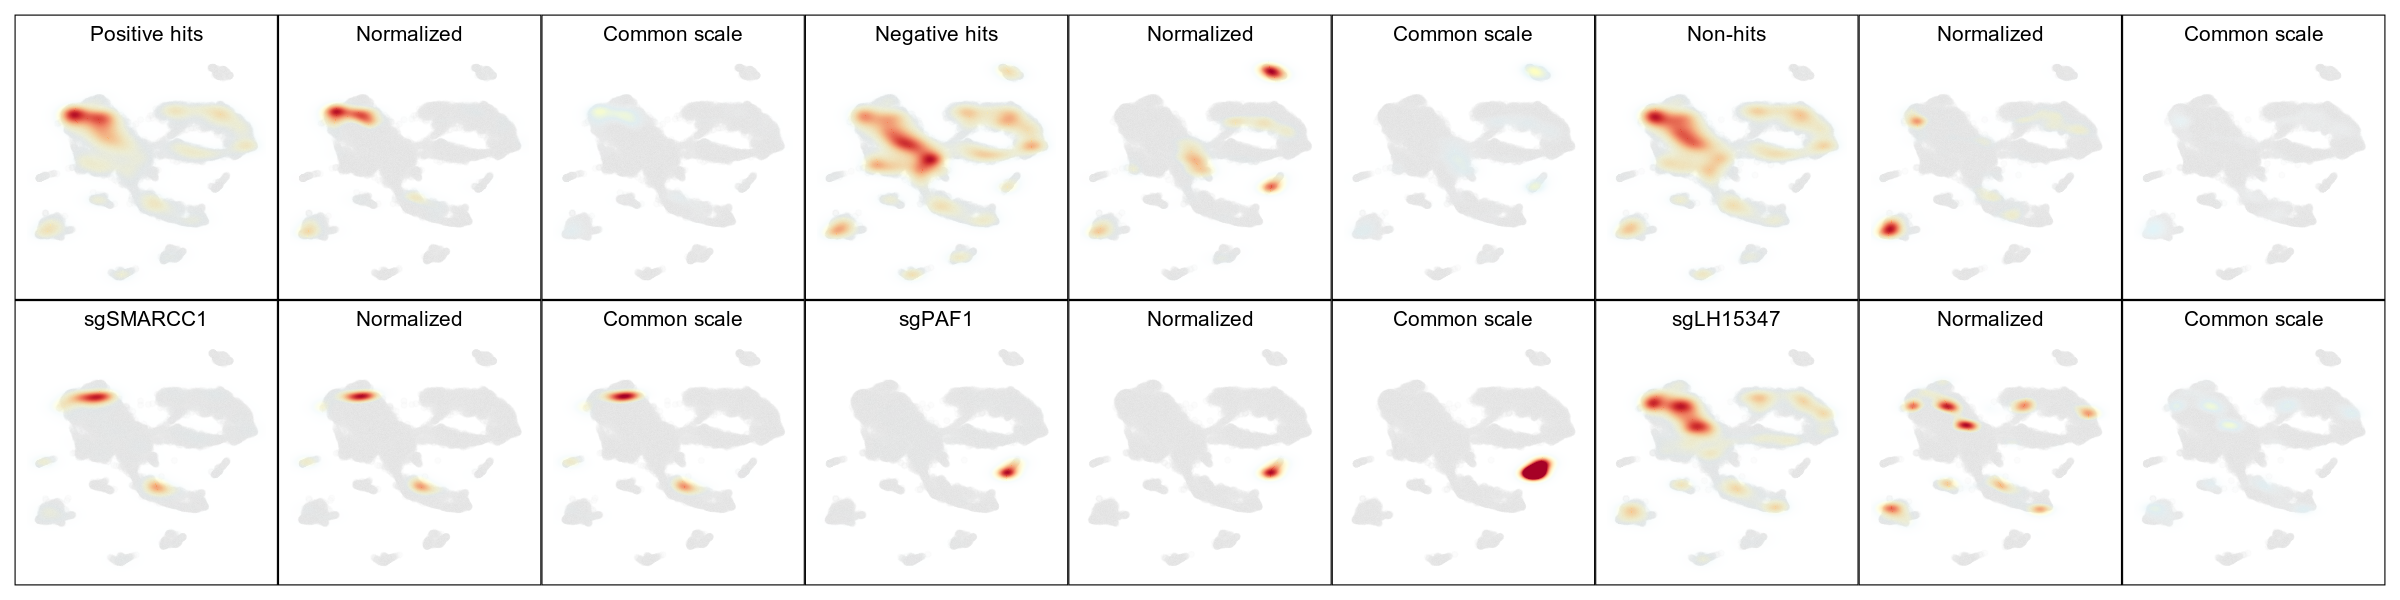 Positive hits
Normalized
Common scale
Negative hits
Normalized
Common scale
Non-hits
Normalized
Common scale
sgSMARCC1
Normalized
Common scale
sgPAF1
Normalized
Common scale
sgLH15347
Normalized
Common scale